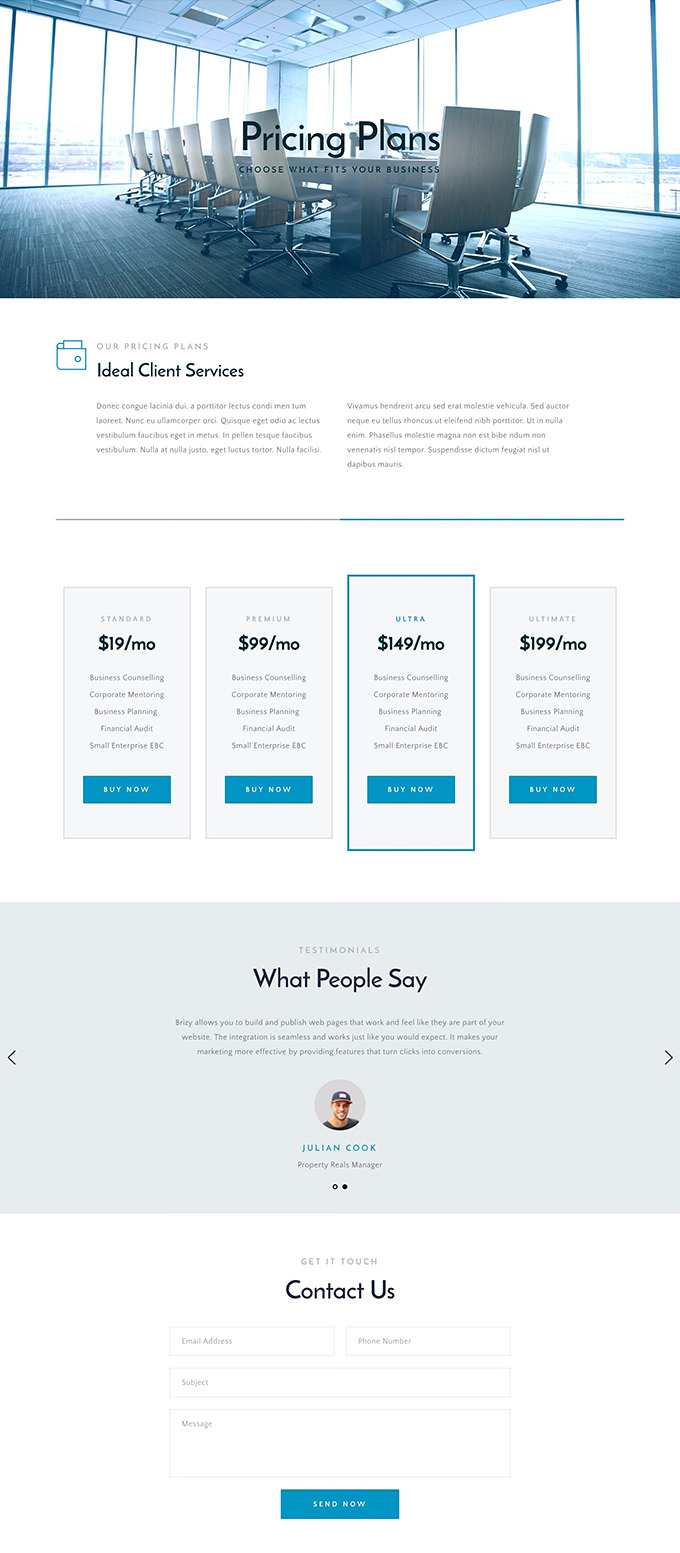 Pricing Plans
CHOOSE WHAT FITS YOUR BUSINESS
OUR PRICING PLANS
Ideal Client Services
Donec congue lacinia dui, a porttitor lectus condi men tum
laoreet. Nunc eu ullamcorper orci. Quisque eget odio ac lectus
vestibulum faucibus eget in metus. In pellen tesque faucibus
vestibulum. Nulla at nulla justo, eget luctus tortor. Nulla facilisi.
Vivamus hendrerit arcu sed erat molestie vehicula. Sed auctor
neque eu tellus rhoncus ut eleifend nibh porttitor. Ut in nulla
enim. Phasellus molestie magna non est bibe ndum non
venenatis nisl tempor. Suspendisse dictum feugiat nisl ut
dapibus mauris.
STANDARD
$19/mo
Business Counselling
Corporate Mentoring
Business Planning
Financial Audit
Small Enterprise EBC
BUY NOW
PREMIUM
$99/mo
Business Counselling
Corporate Mentoring
Business Planning
Financial Audit
Small Enterprise EBC
BUY NOW
ULTRA
$149/mo
Business Counselling
Corporate Mentoring
Business Planning
Financial Audit
Small Enterprise EBC
BUY NOW
ULTIMATE
$199/mo
Business Counselling
Corporate Mentoring
Business Planning
Financial Audit
Small Enterprise EBC
BUY NOW
TESTIMONIALS
What People Say
Brizy allows you to build and publish web pages that work and feel like they are part of your
website. The integration is seamless and works just like you would expect. It makes your
marketing more effective by providing features that turn clicks into conversions.
JULIAN COOK
Property Reals Manager
GET IT TOUCH
Contact Us
Email Address
Phone Number
Subject
Message
SEND NOW